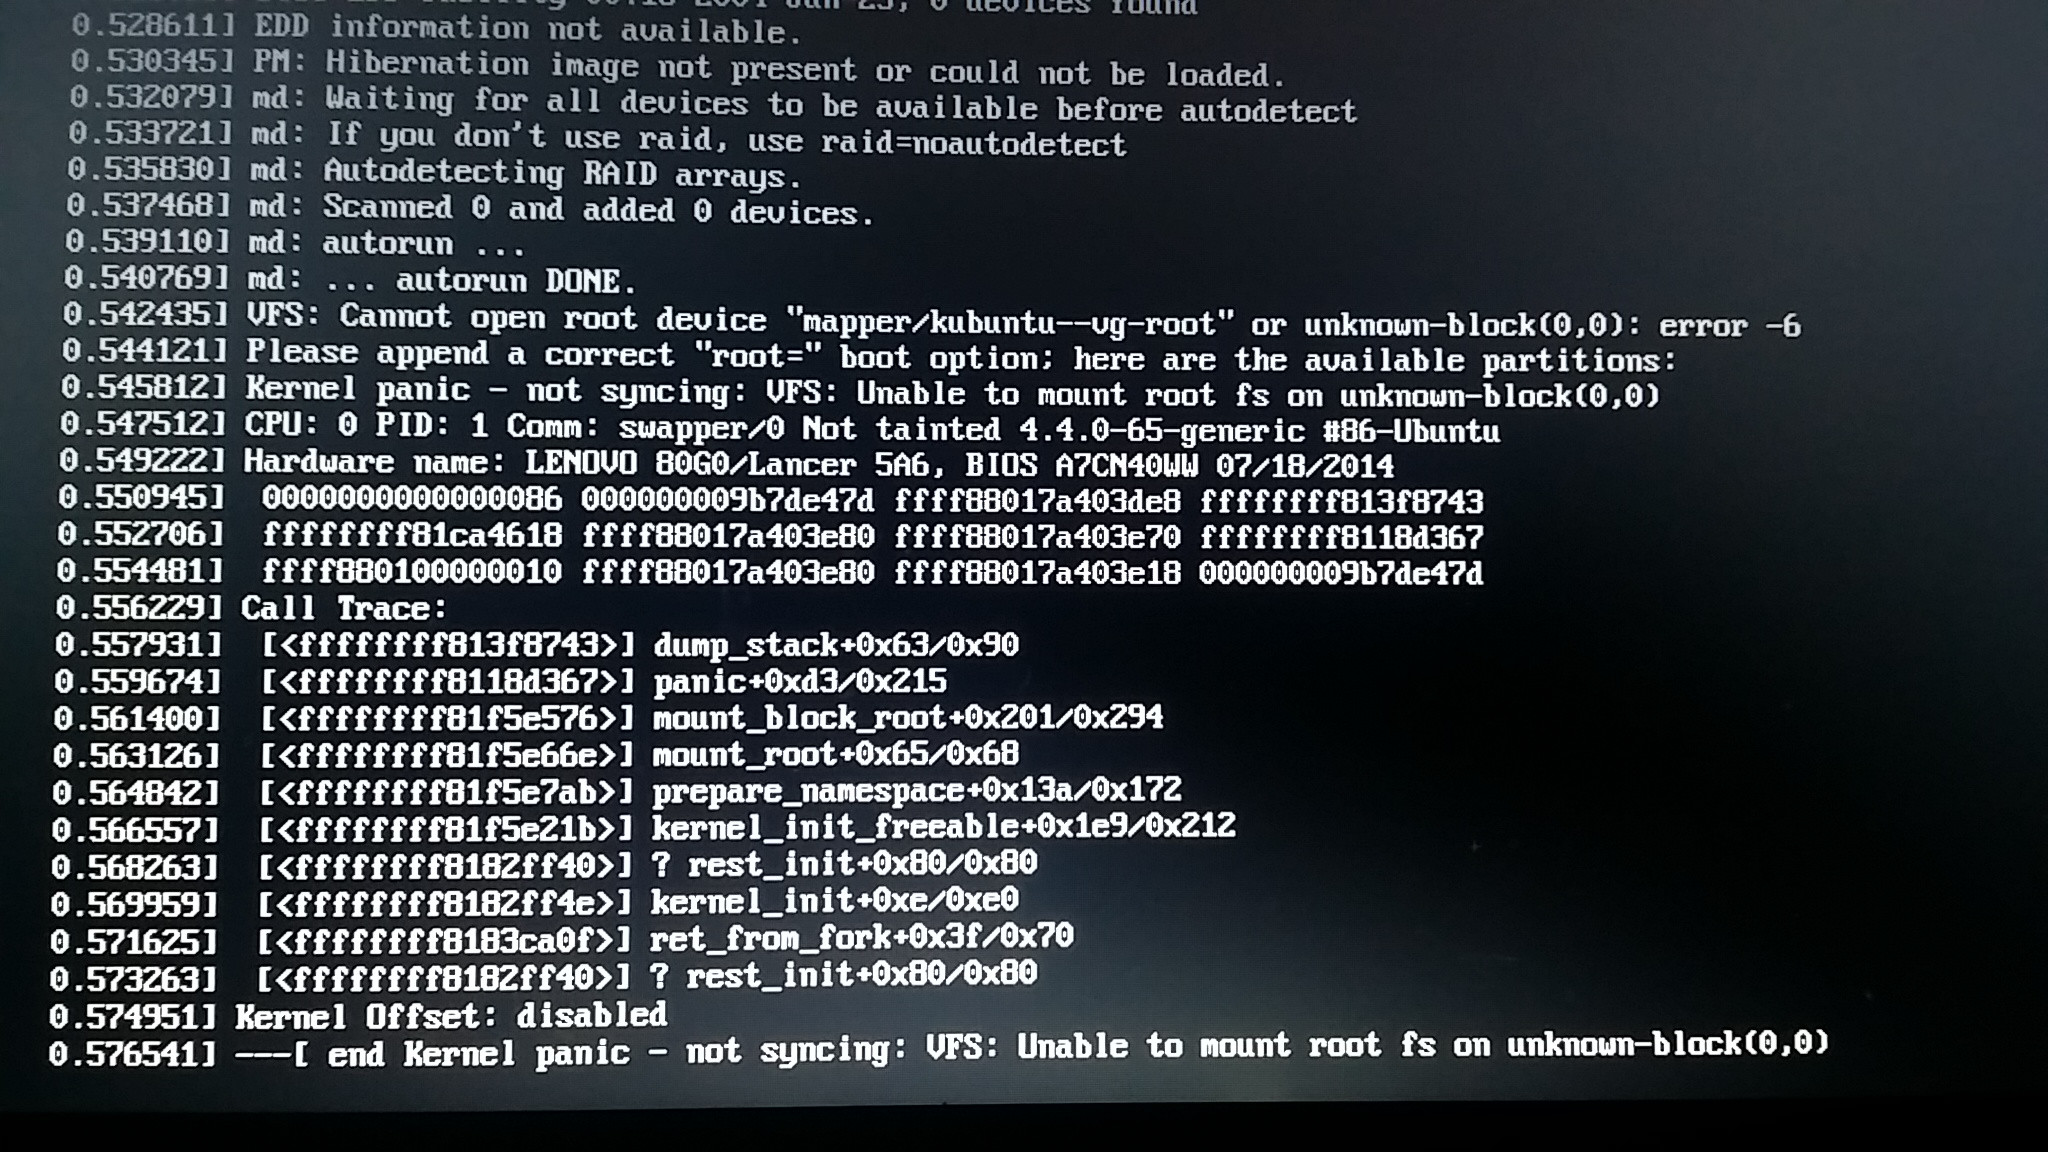 0 devices found
0.528611] EDD information not available.
0.530345] PM: Hibernation image not present or could not be loaded.
0.532079] md: Waiting for all devices to be available before autodetect
0.533721] md: If you don't use raid, use raid=noautodetect
0.535830] md: Autodetecting RAID arrays.
0.537468] md: Scanned 0 and added 0 devices.
0.539110] md: autorun ...
0.540769] md: ... autorun DONE.
0.542435] VFS: Cannot open root device "mapper/kubuntu--vg-root" or unknown-block(0,0): error -6
0.544121] Please append a correct "root=" boot option; here are the available partitions:
0.545812] Kernel panic - not syncing: VFS: Unable to mount root fs on unknown-block(0,0)
0.547512] CPU: 0 PID: 1 Comm: swapper/0 Not tainted 4.4.0-65-generic #86-Ubuntu
0.549222] Hardware name: LENOVO 80G0/Lancer 5A6, BIOS A7CN40WW 07/18/2014
0.550945]  0000000000000086 000000009b7de47d ffff88017a403de8 ffffffff813f8743
0.552706]  ffffffff81ca4618 ffff88017a403e80 ffff88017a403e70 ffffffff8118d367
0.554481]  ffff880100000010 ffff88017a403e80 ffff88017a403e18 000000009b7de47d
0.556229] Call Trace:
0.557931]  [<ffffffff813f8743>] dump_stack+0x63/0x90
0.559674]  [<ffffffff8118d367>] panic+0xd3/0x215
0.561400]  [<ffffffff81f5e576>] mount_block_root+0x201/0x294
0.563126]  [<ffffffff81f5e66e>] mount_root+0x65/0x68
0.564842]  [<ffffffff81f5e7ab>] prepare_namespace+0x13a/0x172
0.566557]  [<ffffffff81f5e21b>] kernel_init_freeable+0x1e9/0x212
0.568263]  [<ffffffff8182ff40>] ? rest_init+0x80/0x80
0.569959]  [<ffffffff8182ff4e>] kernel_init+0xe/0xe0
0.571625]  [<ffffffff8183ca0f>] ret_from_fork+0x3f/0x70
0.573263]  [<ffffffff8182ff40>] ? rest_init+0x80/0x80
0.574951] Kernel Offset: disabled
0.576541] ---[ end Kernel panic - not syncing: VFS: Unable to mount root fs on unknown-block(0,0)